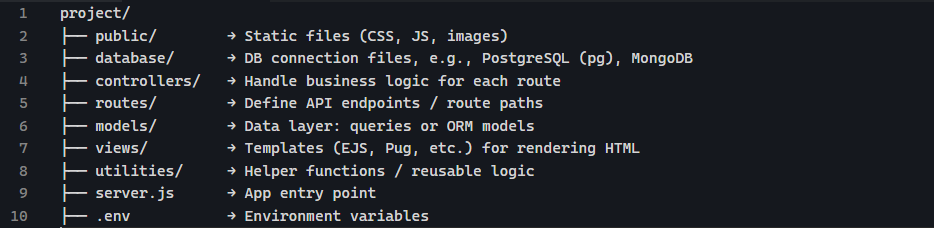 1 project/
2 ├── public/ → Static files (CSS, JS, images)
3 ├── database/ → DB connection files, e.g., PostgreSQL (pg), MongoDB
4 ├── controllers/ → Handle business logic for each route
5 ├── routes/ → Define API endpoints / route paths
6 ├── models/ → Data layer: queries or ORM models
7 ├── views/ → Templates (EJS, Pug, etc.) for rendering HTML
8 ├── utilities/ → Helper functions / reusable logic
9 ├── server.js → App entry point
10 ├── .env → Environment variables